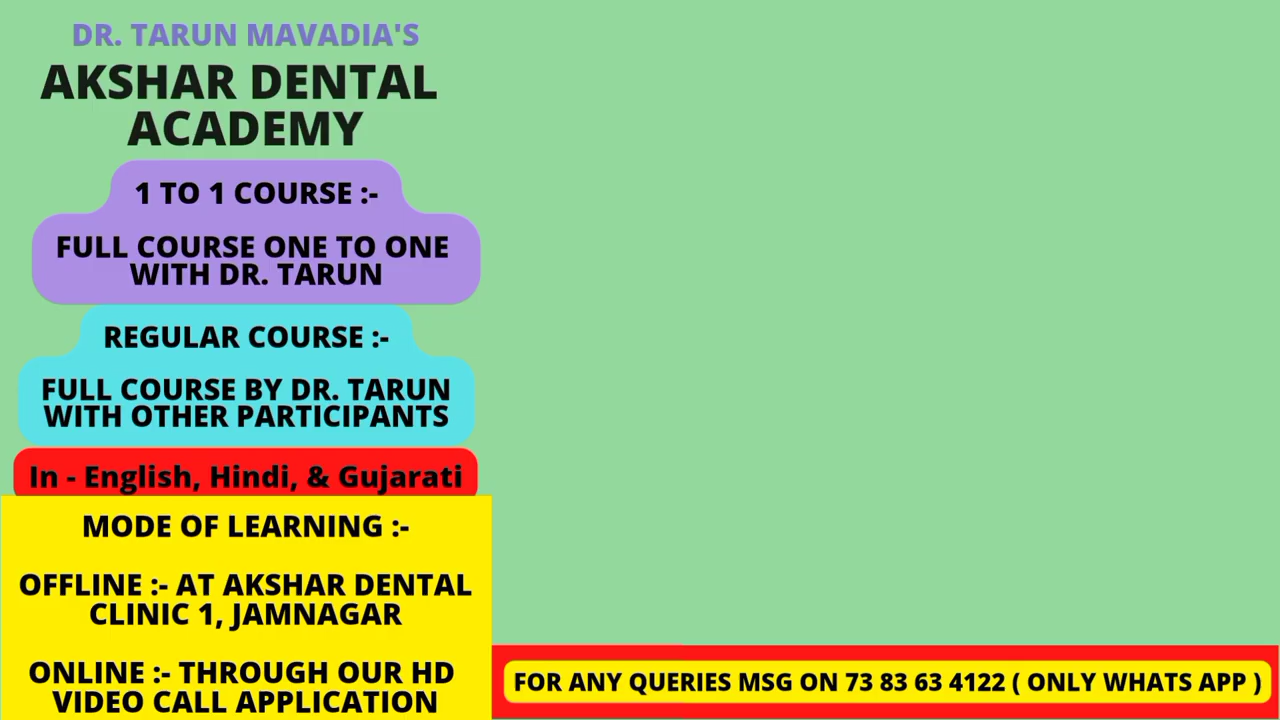 DR. TARUN MAVADIA'S
AKSHAR DENTAL
ACADEMY
1 TO 1 COURSE :-
FULL COURSE ONE TO ONE
WITH DR. TARUN
REGULAR COURSE :-
FULL COURSE BY DR. TARUN
WITH OTHER PARTICIPANTS
In - English, Hindi, & Gujarati
MODE OF LEARNING :-
OFFLINE :- AT AKSHAR DENTAL
CLINIC 1, JAMNAGAR
ONLINE :- THROUGH OUR HD
VIDEO CALL APPLICATION
FOR ANY QUERIES MSG ON 73 83 63 4122 ( ONLY WHATS APP )